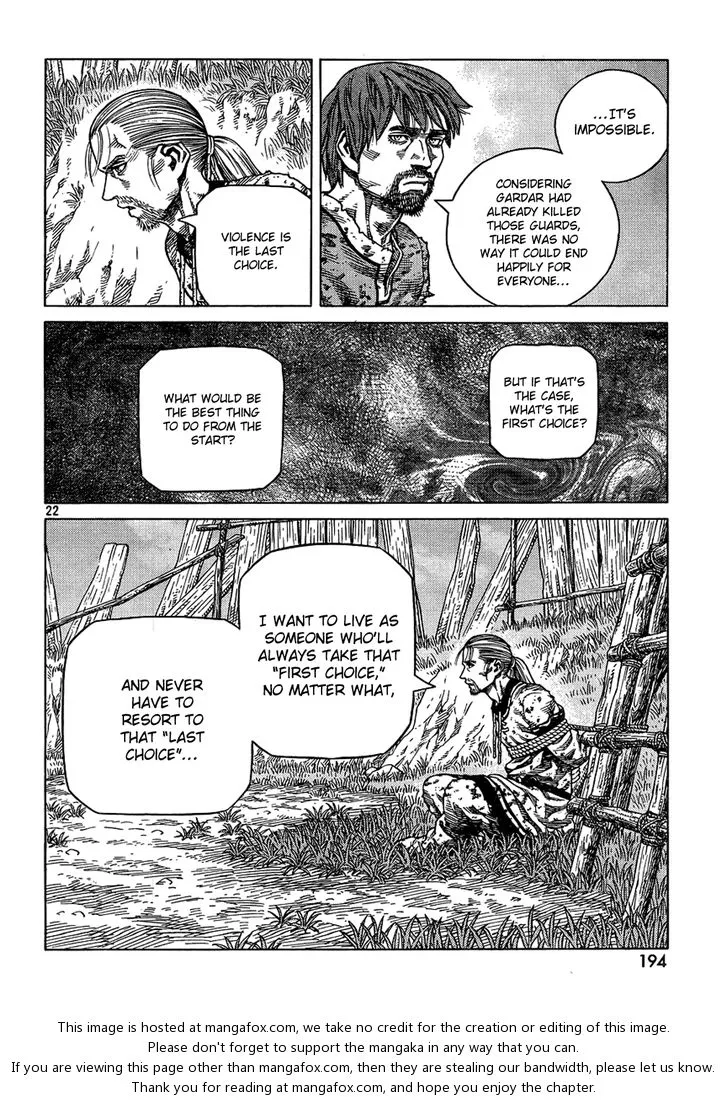 VIOLENCE IS
THE LAST
CHOICE.
...IT'S
IMPOSSIBLE.
CONSIDERING
GARDAR HAD
ALREADY KILLED
THOSE GUARDS,
THERE WAS NO
WAY IT COULD END
HAPPILY FOR
EVERYONE...
WHAT WOULD BE
THE BEST THING
TO DO FROM THE
START?
BUT IF THAT'S
THE CASE,
WHAT'S THE
FIRST CHOICE?
22
I WANT TO LIVE AS
SOMEONE WHO'LL
ALWAYS TAKE THAT
"FIRST CHOICE,"
NO MATTER WHAT,
AND NEVER
HAVE TO
RESORT TO
THAT "LAST
CHOICE"...
194
This image is hosted at mangafox.com, we take no credit for the creation or editing of this image.
Please don't forget to support the mangaka in any way that you can.
If you are viewing this page other than mangafox.com, then they are stealing our bandwidth, please let us know.
Thank you for reading at mangafox.com, and hope you enjoy the chapter.